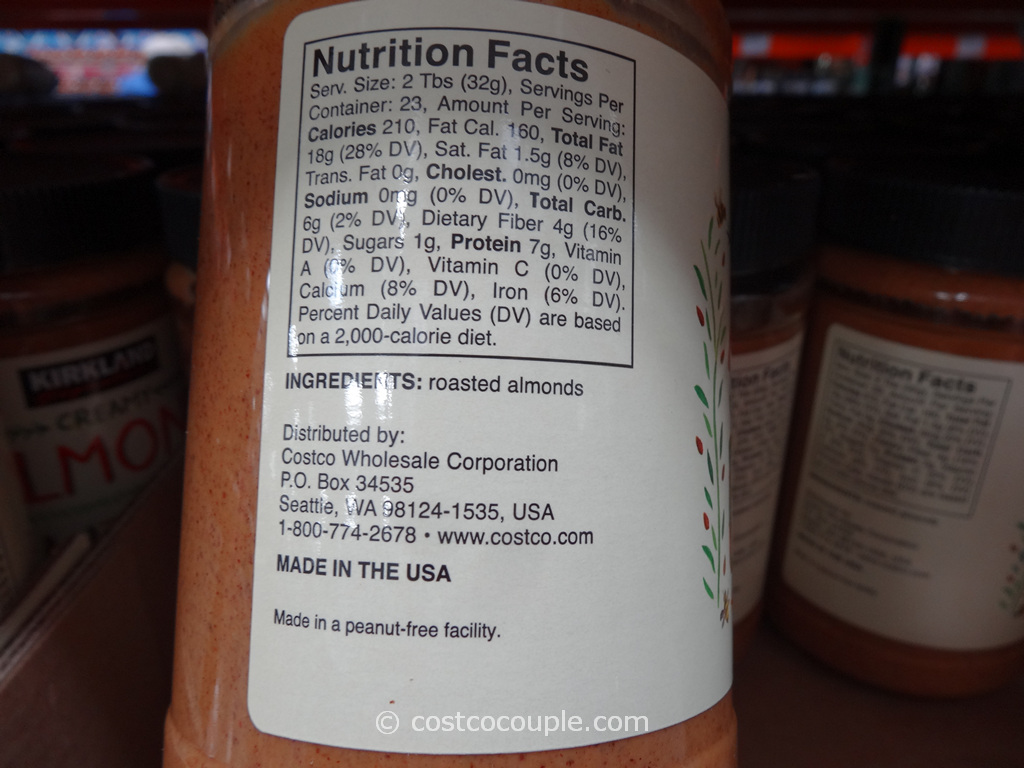 Nutrition Facts
Serv. Size: 2 Tbs (32g), Servings Per
Container: 23, Amount Per Serving:
Calories 210, Fat Cal. 160, Total Fat
18g (28% DV), Sat. Fat 1.5g (8% DV),
Trans. Fat 0g, Cholest. 0mg (0% DV),
Sodium 0mg (0% DV), Total Carb.
6g (2% DV), Dietary Fiber 4g (16%
DV), Sugars 1g, Protein 7g, Vitamin
A (0% DV), Vitamin C (0% DV),
Calcium (8% DV), Iron (6% DV).
Percent Daily Values (DV) are based
on a 2,000-calorie diet.
INGREDIENTS: roasted almonds
Distributed by:
Costco Wholesale Corporation
P.O. Box 34535
Seattle, WA 98124-1535, USA
1-800-774-2678 • www.costco.com
MADE IN THE USA
Made in a peanut-free facility.
KIRKLAND
CREAMY
LMON
Nutrition Facts
Facts
© costcocouple.com